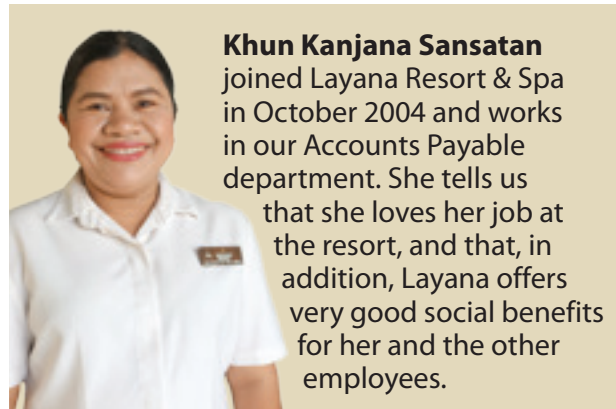 Khun Kanjana Sansatan
joined Layana Resort & Spa
in October 2004 and works
in our Accounts Payable
department. She tells us
that she loves her job at
the resort, and that, in
addition, Layana offers
very good social benefits
for her and the other
employees.